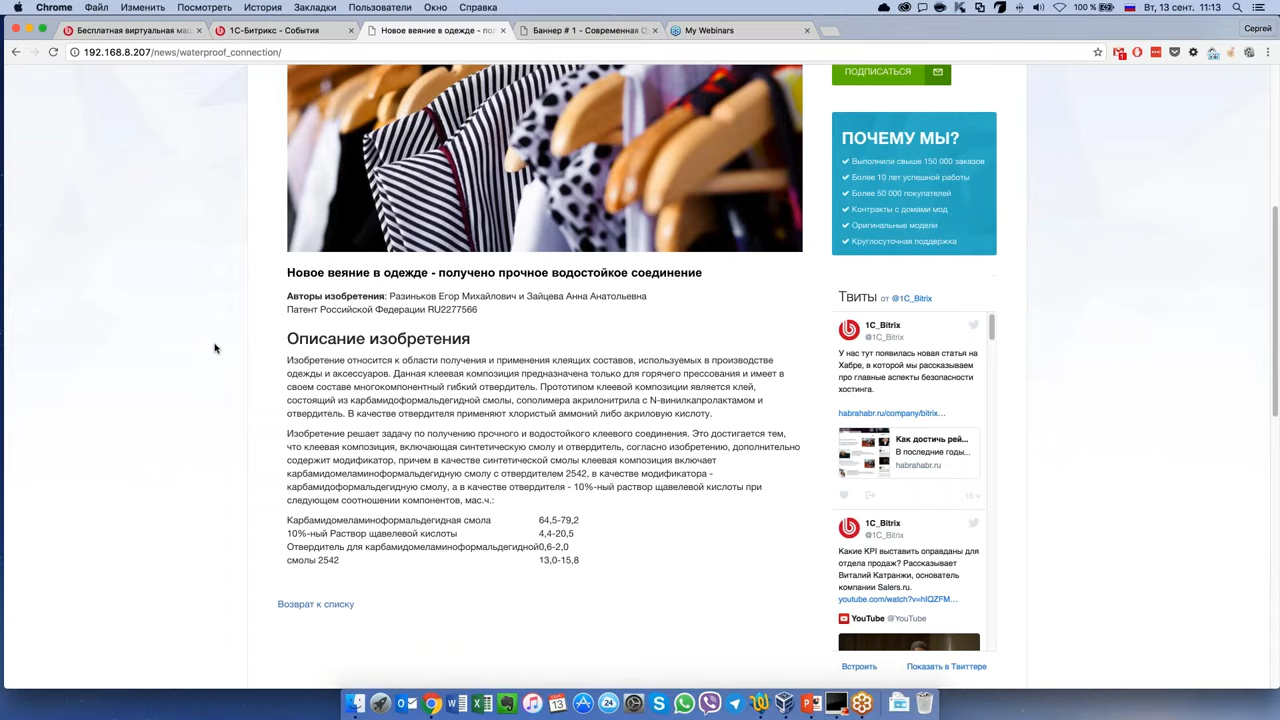 Chrome Файл Изменить Посмотреть История Закладки Люди Окно Справка 100 %
Бесплатная виртуальная маш
1С-Битрикс - События
Новое веяние в одежде - пол
Баннер # 1 - Современная С
My Webinars
Сергей
192.168.8.207/news/waterproof_connection/
ПОДПИСАТЬСЯ
ПОЧЕМУ МЫ?
Выполнили свыше 150 000 заказов
Более 10 лет успешной работы
Более 50 000 покупателей
Контракты с домами мод
Оригинальные модели
Круглосуточная поддержка
Новое веяние в одежде - получено прочное водостойкое соединение
Авторы изобретения: Разиньков Егор Михайлович и Зайцева Анна Анатольевна
Патент Российской Федерации RU2277566
Описание изобретения
Изобретение относится к области получения и применения клеящих составов, используемых в производстве
одежды и аксессуаров. Данная клеевая композиция предназначена только для горячего прессования и имеет в
своем составе многокомпонентный гибкий отвердитель. Прототипом клеевой композиции является клей,
состоящий из карбамидоформальдегидной смолы, сополимера акрилонитрила с N-винилкапролактамом и
отвердитель. В качестве отвердителя применяют хлористый аммоний либо акриловую кислоту.
Изобретение решает задачу по получению прочного и водостойкого клеевого соединения. Это достигается тем,
что клеевая композиция, включающая синтетическую смолу и отвердитель, согласно изобретению, дополнительно
содержит модификатор, причем в качестве синтетической смолы клеевая композиция включает
карбамидомеламиноформальдегидную смолу с отвердителем 2542, в качестве модификатора -
карбамидоформальдегидную смолу, а в качестве отвердителя - 10%-ный раствор щавелевой кислоты при
следующем соотношении компонентов, мас.ч.:
Карбамидомеламиноформальдегидная смола 64,5-79,2
10%-ный Раствор щавелевой кислоты 4,4-20,5
Отвердитель для карбамидомеламиноформальдегидной 0,6-2,0
смолы 2542 13,0-15,8
Возврат к списку
Твиты от @1C_Bitrix
1C_Bitrix
@1C_Bitrix
У нас тут появилась новая статья на
Хабре, в которой мы рассказываем
про главные аспекты безопасности
хостинга.
habrahabr.ru/company/bitrix…
Как достичь рей...
В последние годы...
habrahabr.ru
16 ч
1C_Bitrix
@1C_Bitrix
Какие KPI выставить оправданы для
отдела продаж? Рассказывает
Виталий Катранжи, основатель
компании Salers.ru.
youtube.com/watch?v=hIQZFM…
YouTube @YouTube
Встроить Показать в Твиттере
13
24